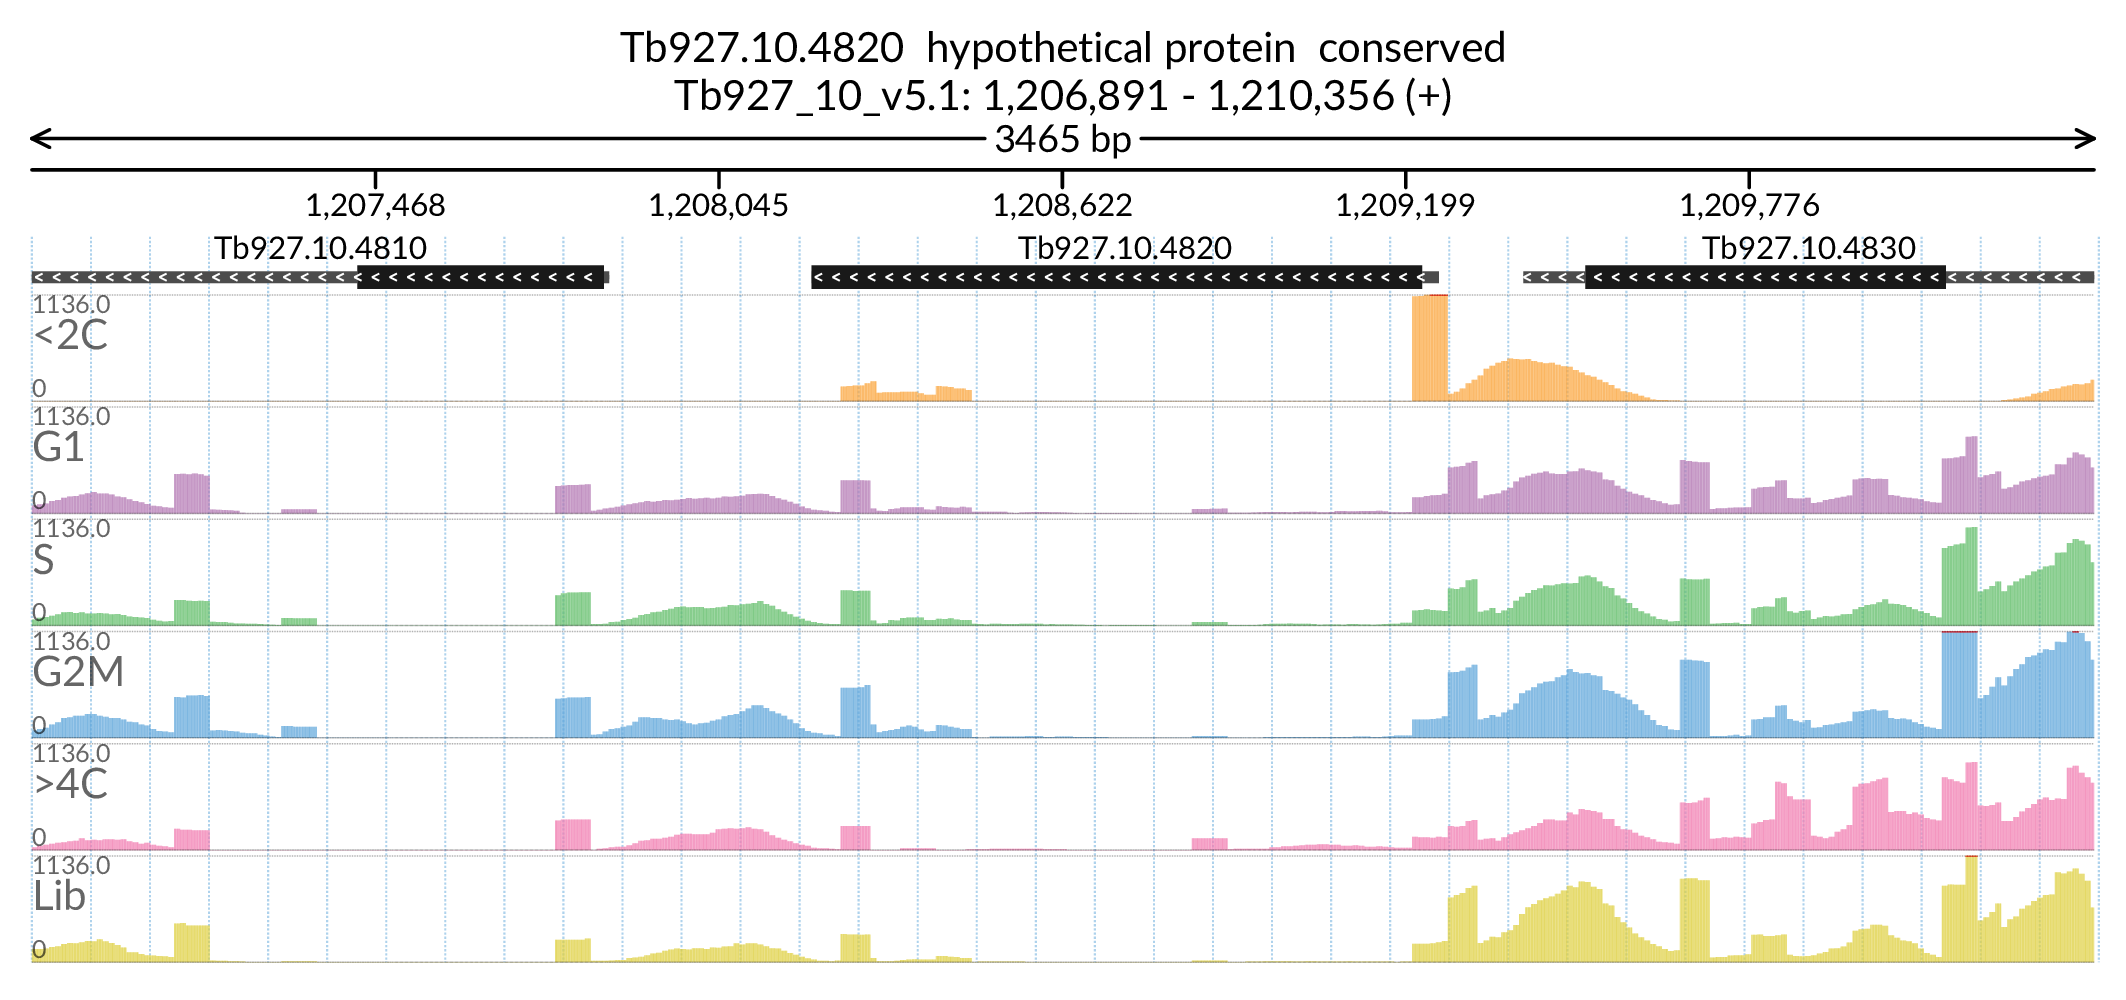 Tb927.10.4820 hypothetical protein conserved
Tb927_10_v5.1: 1,206,891 - 1,210,356 (+)
3465 bp
1,207,468 1,208,045 1,208,622 1,209,199 1,209,776
Tb927.10.4810 Tb927.10.4820 Tb927.10.4830
1136.0
<2C
0
1136.0
G1
0
1136.0
S
0
1136.0
G2M
0
1136.0
>4C
0
1136.0
Lib
0